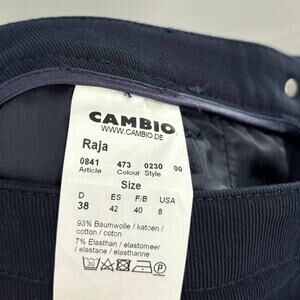 CAMBIO
WWW.CAMBIO.DE
Raja
0841 473 0230 00
Article Colour Style
Size
D ES F/B USA
38 42 40 8
93% Baumwolle / katoen /
cotton / coton
7% Elasthan / elastomeer
/ elastane / elasthanne
30 P